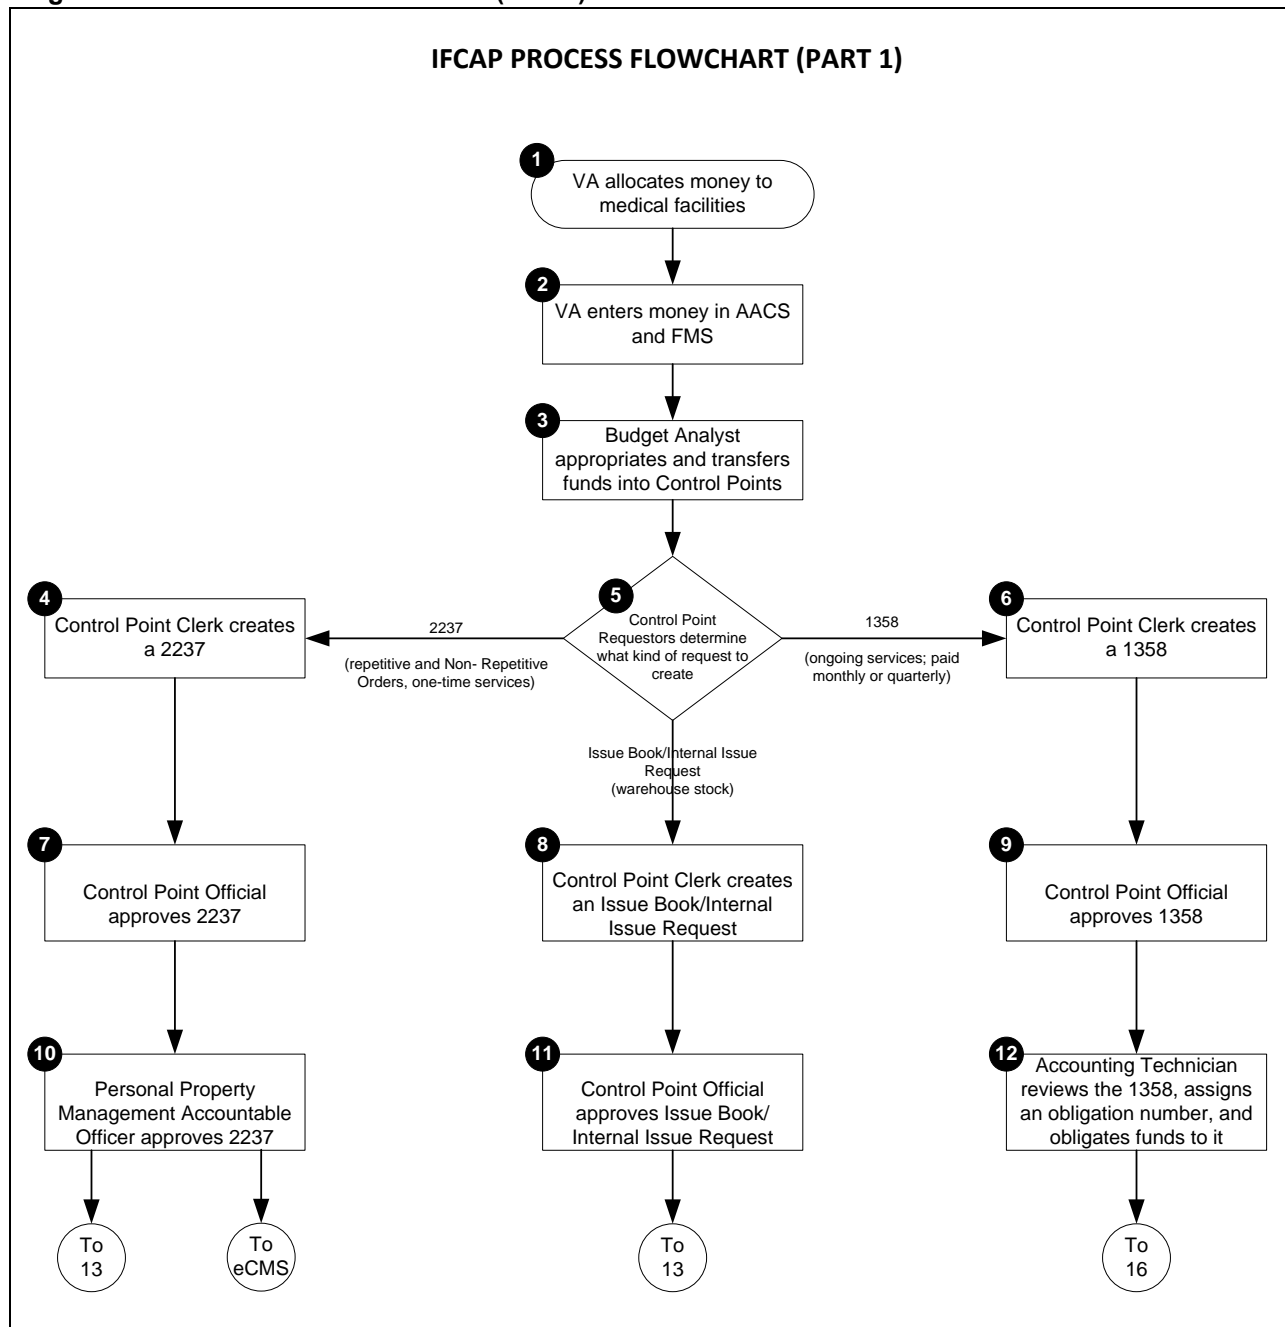 IFCAP PROCESS FLOWCHART (PART 1)
1
VA allocates money to
medical facilities
2
VA enters money in AACS
and FMS
3
Budget Analyst
appropriates and transfers
funds into Control Points
4
Control Point Clerk creates
a 2237
2237
(repetitive and Non- Repetitive
Orders, one-time services)
5
Control Point
Requestors determine
what kind of request to
create
1358
(ongoing services; paid
monthly or quarterly)
6
Control Point Clerk creates
a 1358
Issue Book/Internal Issue
Request
(warehouse stock)
7
Control Point Official
approves 2237
8
Control Point Clerk creates
an Issue Book/Internal
Issue Request
9
Control Point Official
approves 1358
10
Personal Property
Management Accountable
Officer approves 2237
11
Control Point Official
approves Issue Book/
Internal Issue Request
12
Accounting Technician
reviews the 1358, assigns
an obligation number, and
obligates funds to it
To
13
To
eCMS
To
13
To
16